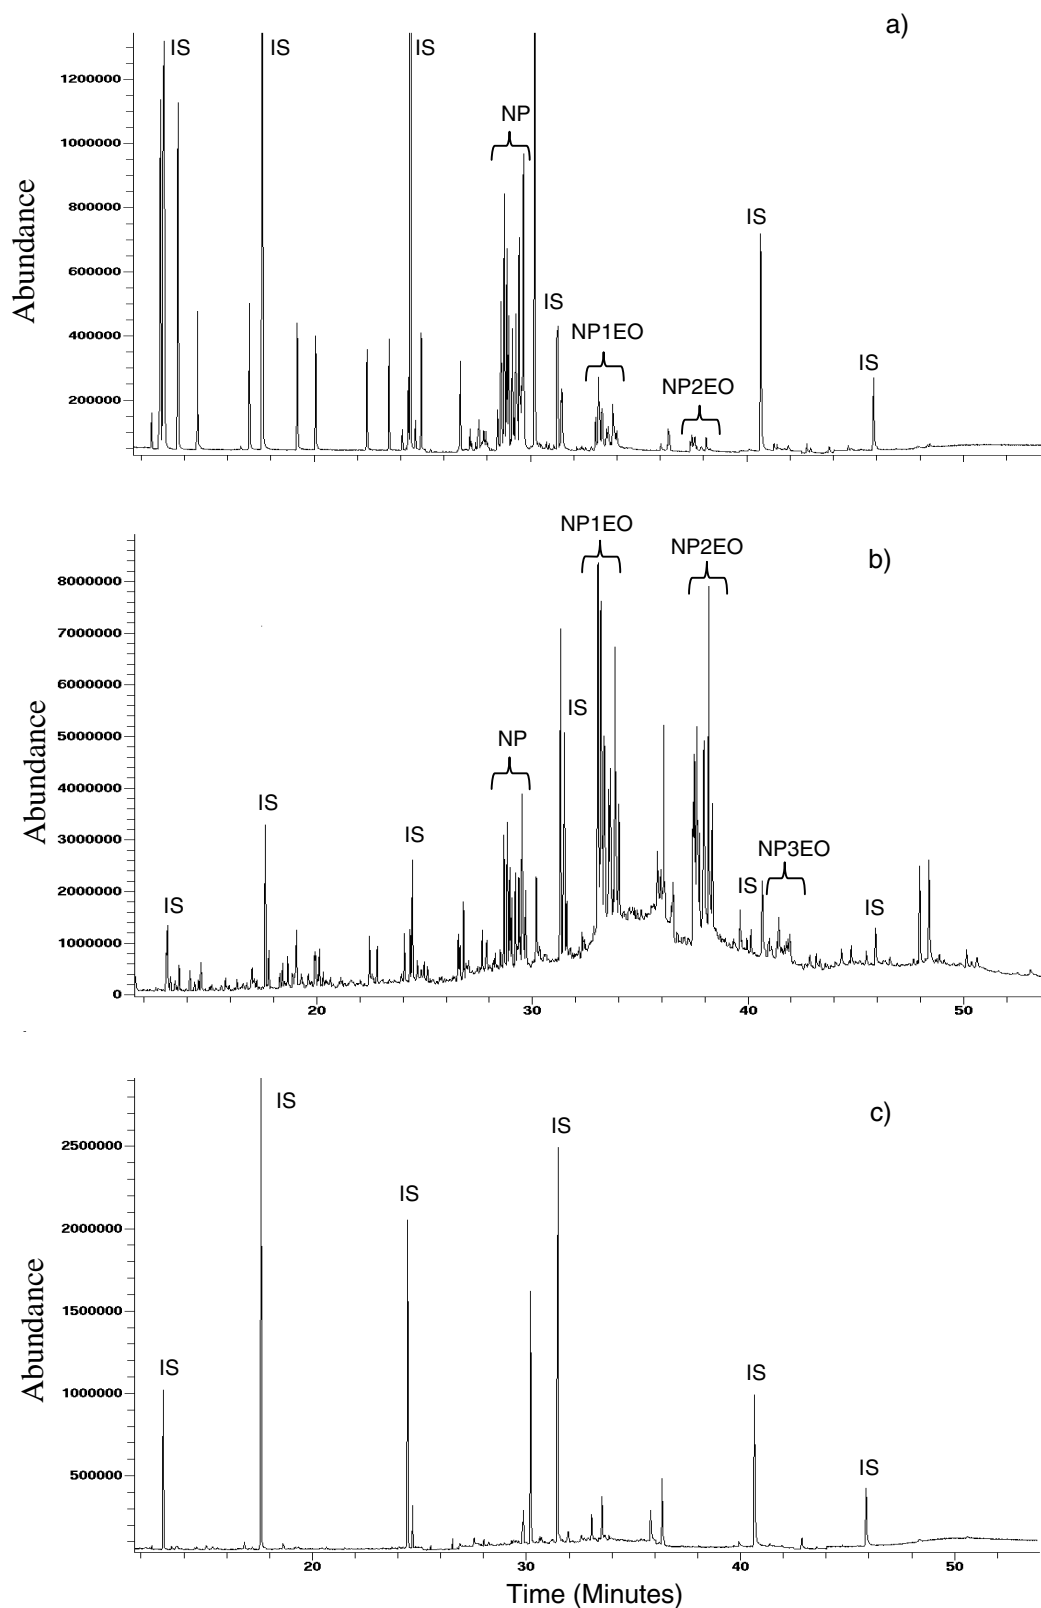 a)
IS IS IS
NP
1200000
1000000
800000
IS
600000
IS
NP1EO
400000
IS
NP2EO
200000
Abundance
NP1EO
NP2EO
b)
8000000
7000000
6000000
IS
5000000
NP
4000000
IS
3000000
IS
NP3EO
2000000
IS
IS
IS
1000000
0
20 30 40 50
Abundance
IS
c)
IS
2500000
IS
2000000
1500000
IS
IS
1000000
IS
500000
20 30 40 50
Abundance
Time (Minutes)